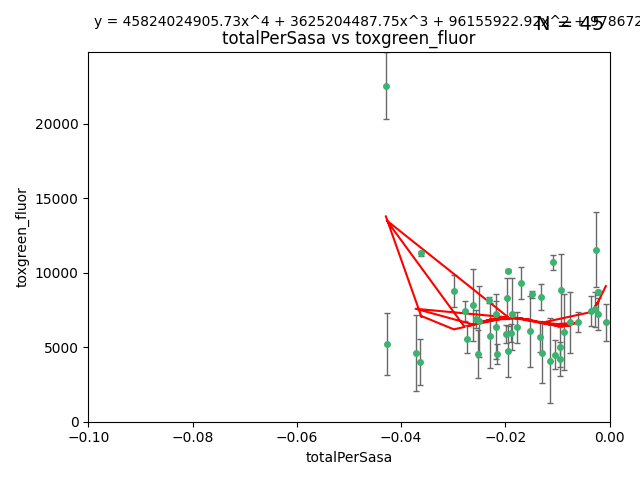 y = 45824024905.73x^4 + 3625204487.75x^3 + 96155922.92x^2 + 978672
N = 45
totalPerSasa vs toxgreen_fluor
20000
15000
10000
5000
0
toxgreen_fluor
−0.10 −0.08 −0.06 −0.04 −0.02 0.00
totalPerSasa